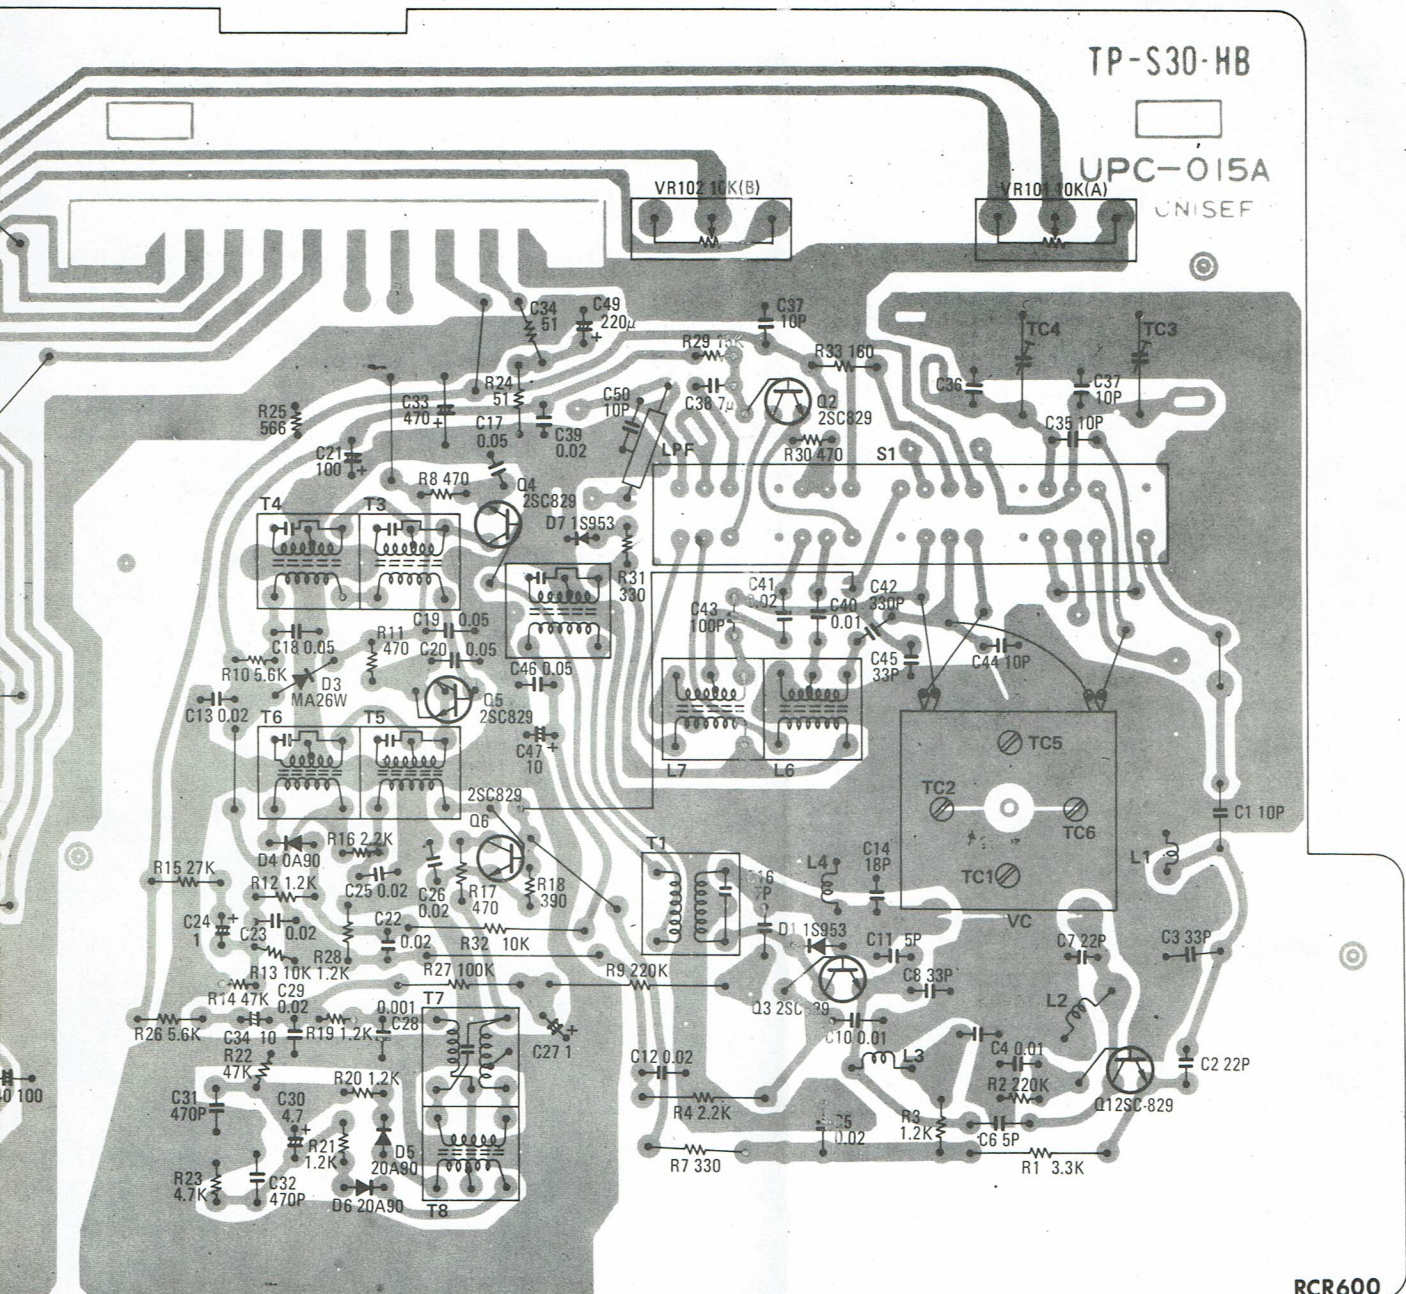 TP-S30-HB
UPC-015A
UNISEF
VR102 10K(B)
VR101 10K(A)
C34
51
C49
220μ
C37
10P
R29
R33 160
TC4
TC3
C36
C37
10P
R24
51
C50
10P
C38 7μ
Q2
2SC829
R25
566
C33
470
C17
0.05
C39
0.02
C35 10P
LPF
R30 470
S1
C21
100
R8 470
Q4
2SC829
T4
T3
D7 1S953
R31
330
C41
C42
330P
C43
100P
C40
0.01
C19 0.05
R11
470
C18 0.05
C20 0.05
C45
33P
C44 10P
R10 5.6K
D3
MA26W
C46 0.05
C13 0.02
Q5
2SC829
T6
T5
C47
10
TC5
L7
L6
TC2
TC6
C1 10P
2SC829
Q6
R16 2.2K
D4 0A90
T1
L4
C14
18P
L1
TC1
VC
R15 27K
R12 1.2K
C25 0.02
C26
0.02
R17
470
R18
390
C24
1
C23
0.02
C22
0.02
R32 10K
D1 1S953
C11 5P
C7 22P
C3 33P
R28
1.2K
R13 10K
R27 100K
R9 220K
C8 33P
R14 47K
C29
0.02
0.001
C28
T7
Q3
L2
R26 5.6K
C34 10
R19 1.2K
C27 1
C10 0.01
L3
C4 0.01
R22
47K
C12 0.02
C2 22P
40 100
R20 1.2K
R2 220K
C31
470P
C30
4.7
R4 2.2K
Q12SC-829
R3
1.2K
C6 5P
R21
1.2K
D5
20A90
0.02
R7 330
R1 3.3K
R23
4.7K
C32
470P
D6 20A90
T8
RCR600